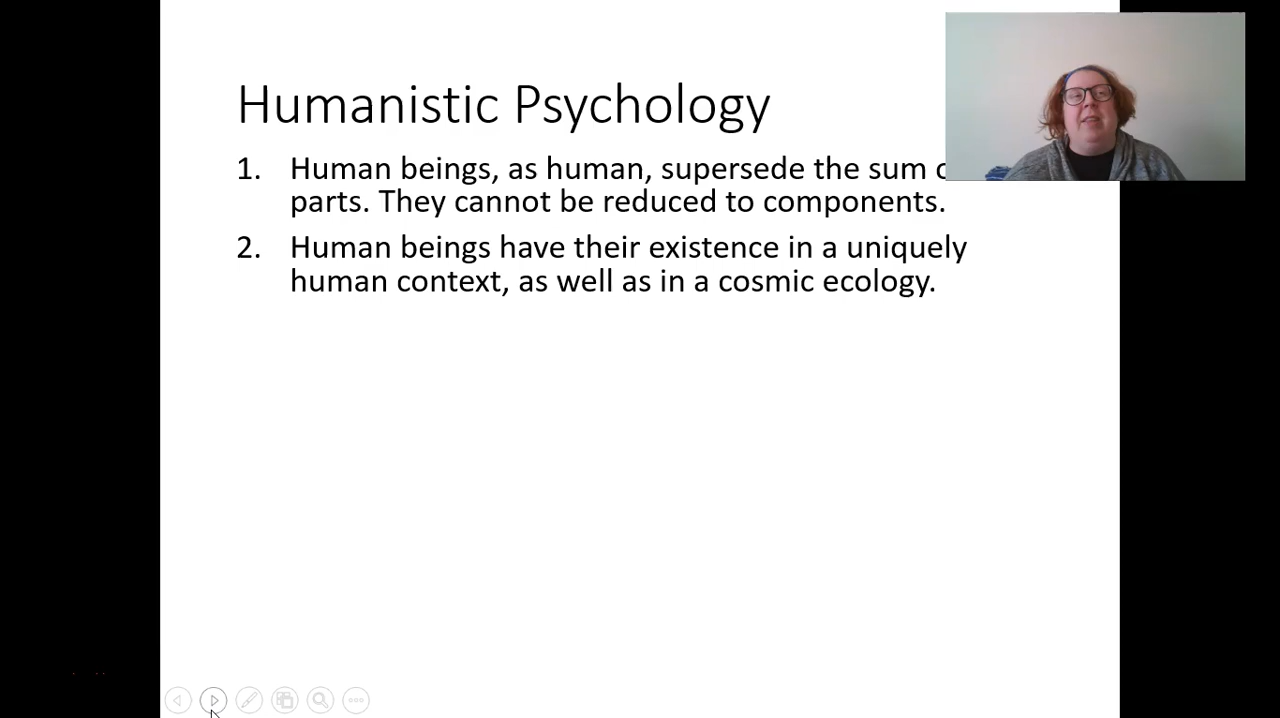 Humanistic Psychology
1. Human beings, as human, supersede the sum
parts. They cannot be reduced to components.
2. Human beings have their existence in a uniquely
human context, as well as in a cosmic ecology.